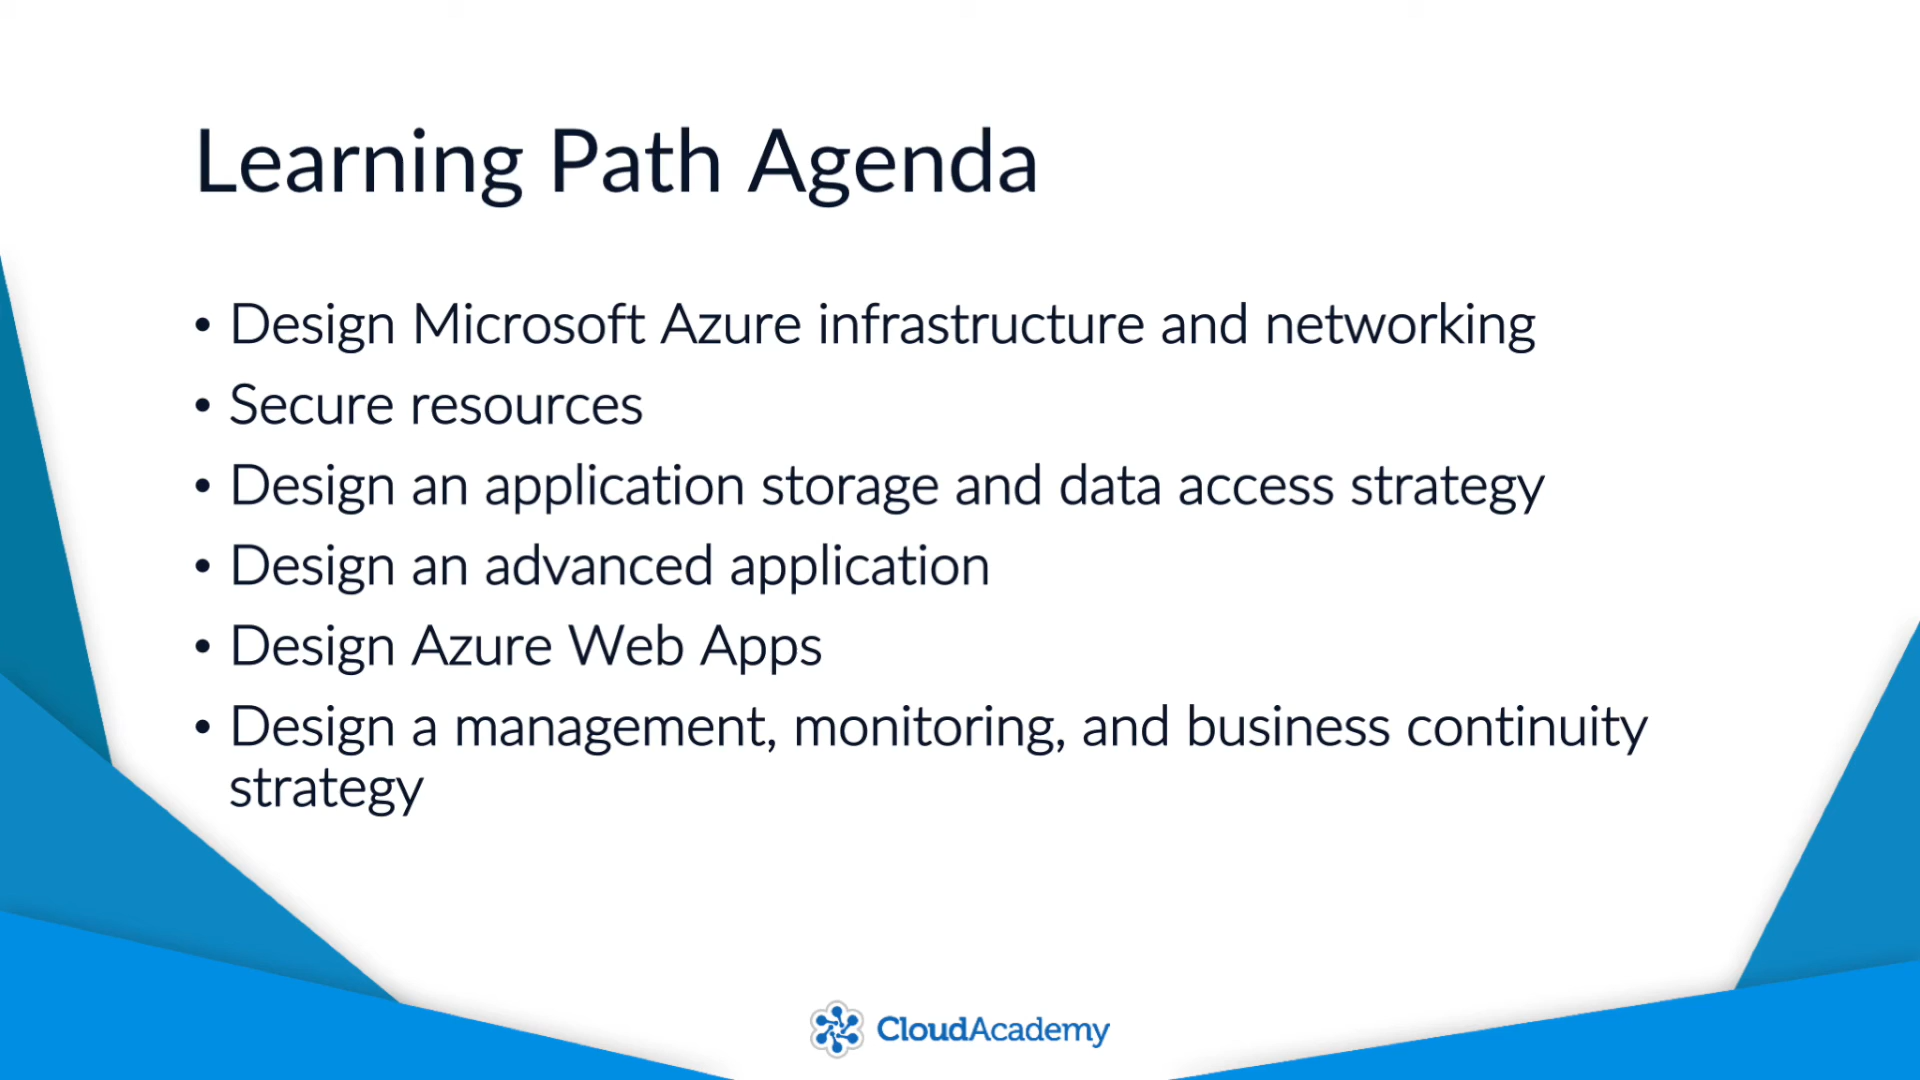 Learning Path Agenda
• Design Microsoft Azure infrastructure and networking
• Secure resources
• Design an application storage and data access strategy
• Design an advanced application
• Design Azure Web Apps
• Design a management, monitoring, and business continuity
strategy
CloudAcademy